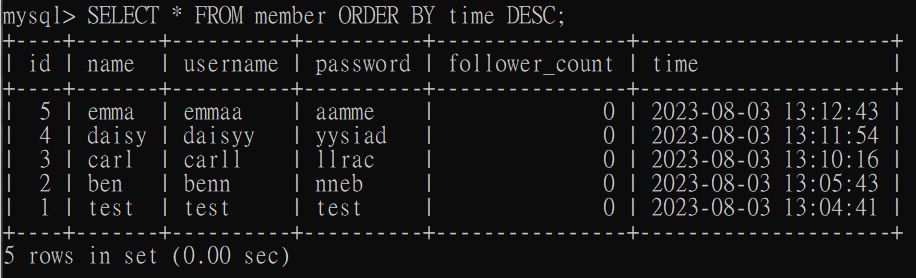 mysql> SELECT * FROM member ORDER BY time DESC;
+----+-------+----------+----------+----------------+---------------------+
| id | name | username | password | follower_count | time |
+----+-------+----------+----------+----------------+---------------------+
| 5 | emma | emmaa | aamme | 0 | 2023-08-03 13:12:43 |
| 4 | daisy | daisyy | yysiad | 0 | 2023-08-03 13:11:54 |
| 3 | carl | carll | llrac | 0 | 2023-08-03 13:10:16 |
| 2 | ben | benn | nneb | 0 | 2023-08-03 13:05:43 |
| 1 | test | test | test | 0 | 2023-08-03 13:04:41 |
+----+-------+----------+----------+----------------+---------------------+
5 rows in set (0.00 sec)